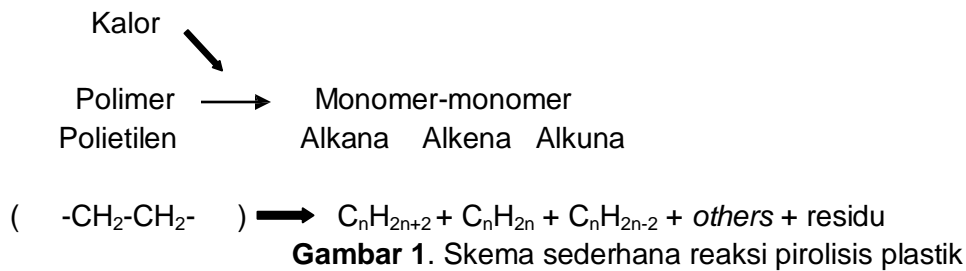 Kalor
Polimer → Monomer-monomer
Polietilen Alkana Alkena Alkuna
( -CH₂-CH₂- ) → CₙH₂ₙ₊₂ + CₙH₂ₙ + CₙH₂ₙ₋₂ + others + residu
Gambar 1. Skema sederhana reaksi pirolisis plastik